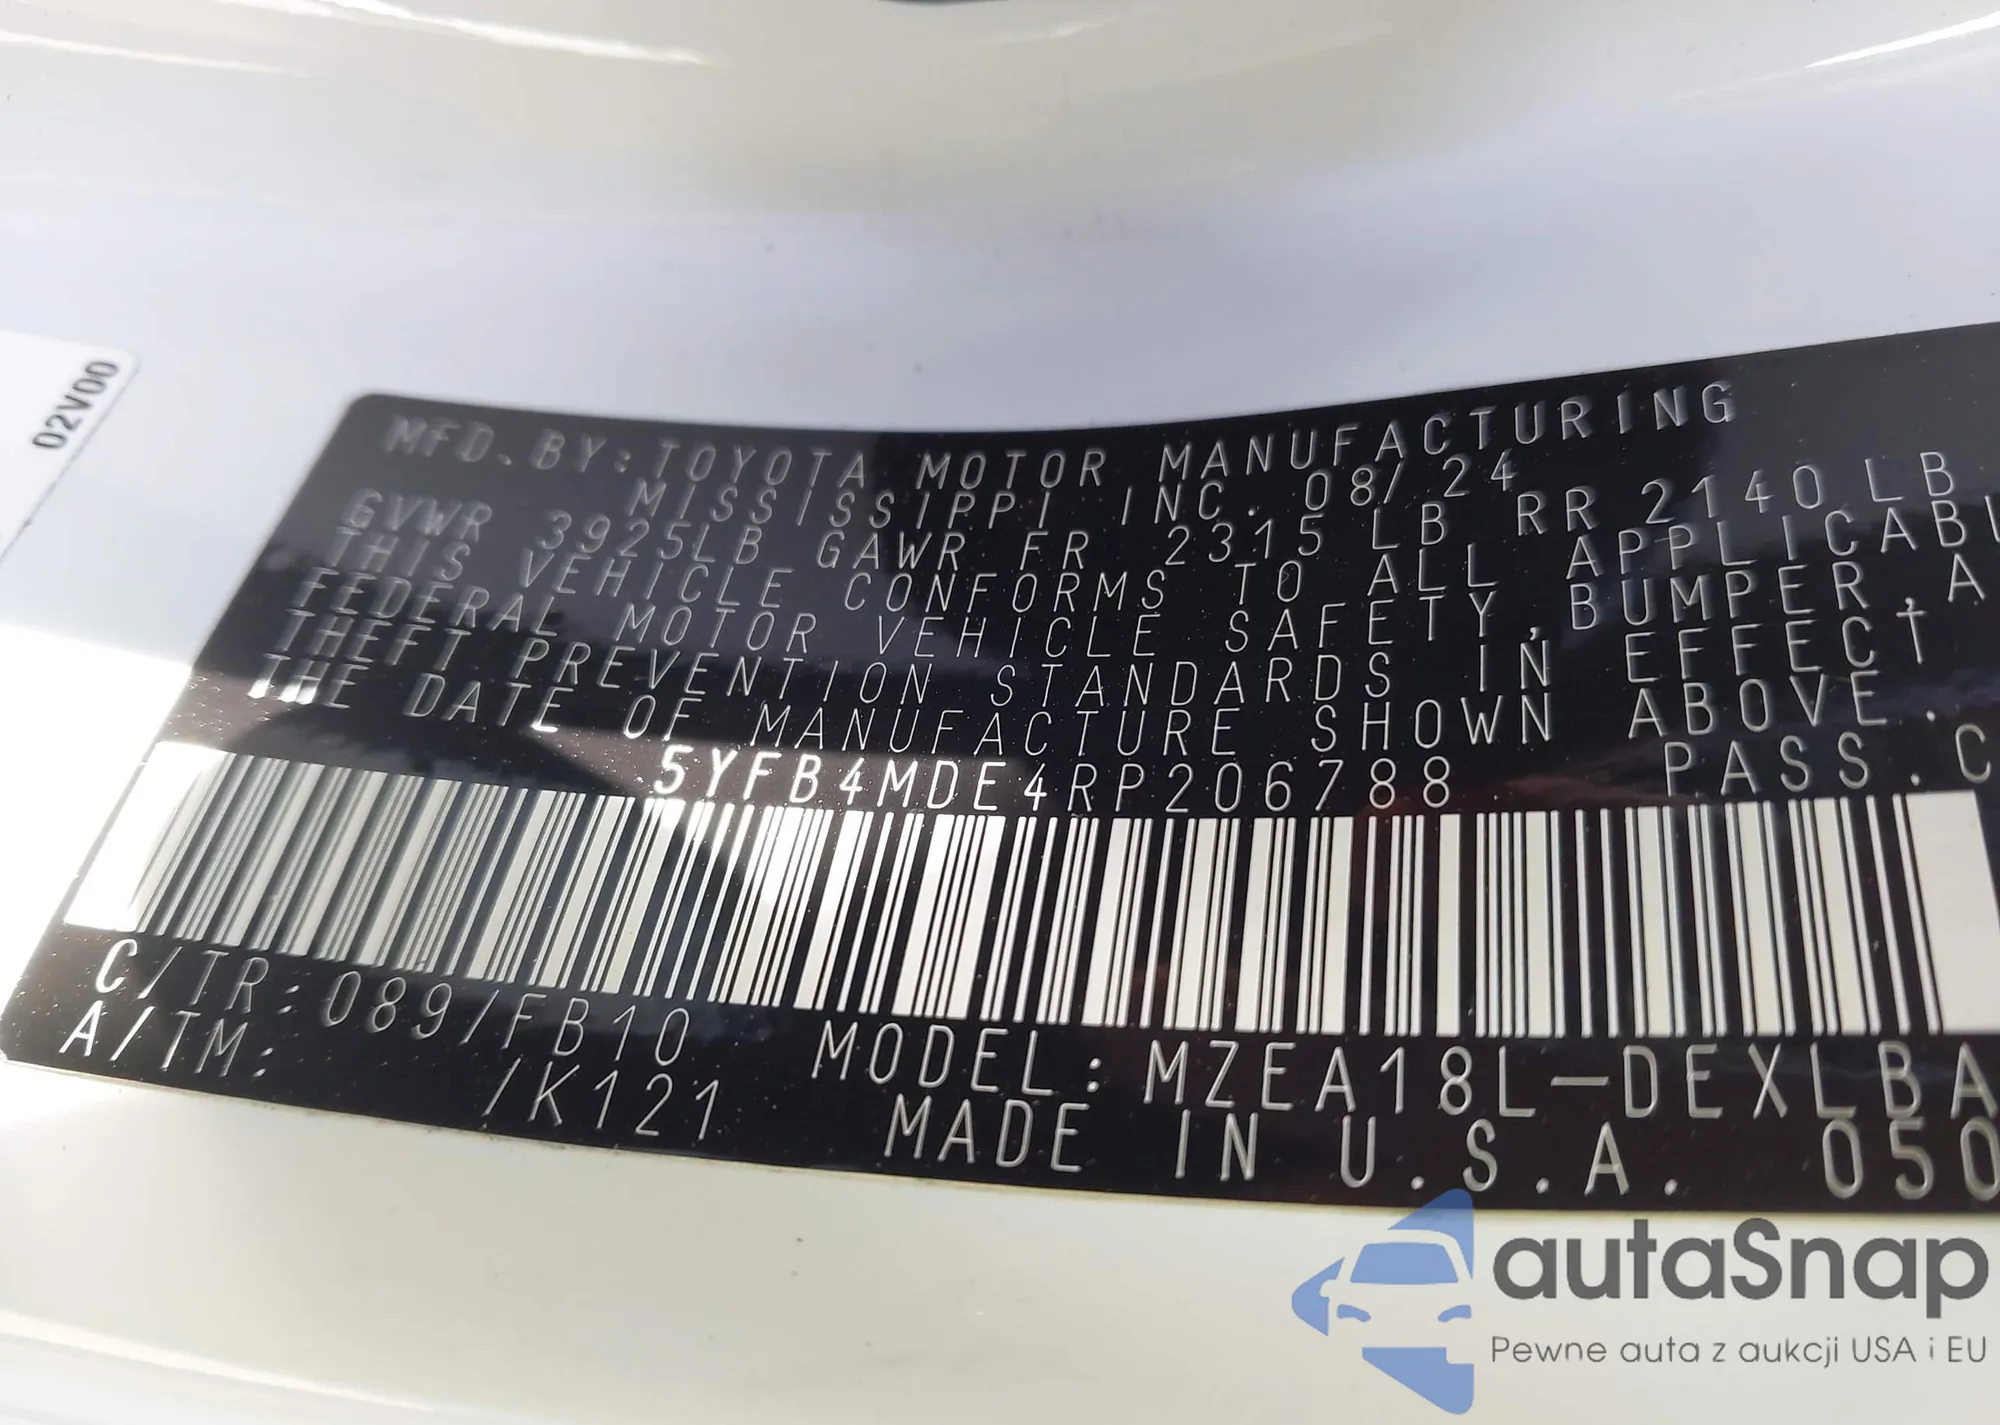 02V00
MFD.BY:TOYOTA MOTOR MANUFACTURING
MISSISSIPPI INC. 08/24
GVWR 3925LB GAWR FR 2315 LB RR 2140LB
THIS VEHICLE CONFORMS TO ALL APPLICABL
FEDERAL MOTOR VEHICLE SAFETY,BUMPER,A
THEFT PREVENTION STANDARDS IN EFFECT
THE DATE OF MANUFACTURE SHOWN ABOVE.
5YFB4MDE4RP206788 PASS.C
C/TR:089/FB10 MODEL:MZEA18L-DEXLBA
A/TM: /K121 MADE IN U.S.A. 050
autaSnap
Pewne auta z aukcji USA i EU